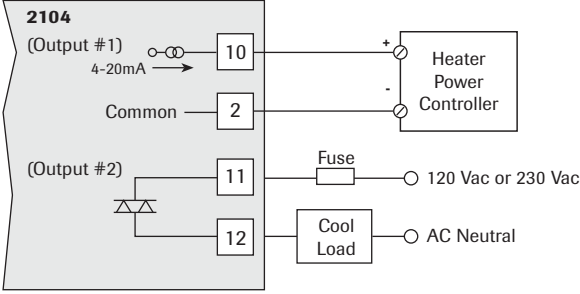 2104
(Output #1)
10
4-20mA
+
-
Heater
Power
Controller
Common
2
(Output #2)
11
Fuse
120 Vac or 230 Vac
12
Cool
Load
AC Neutral